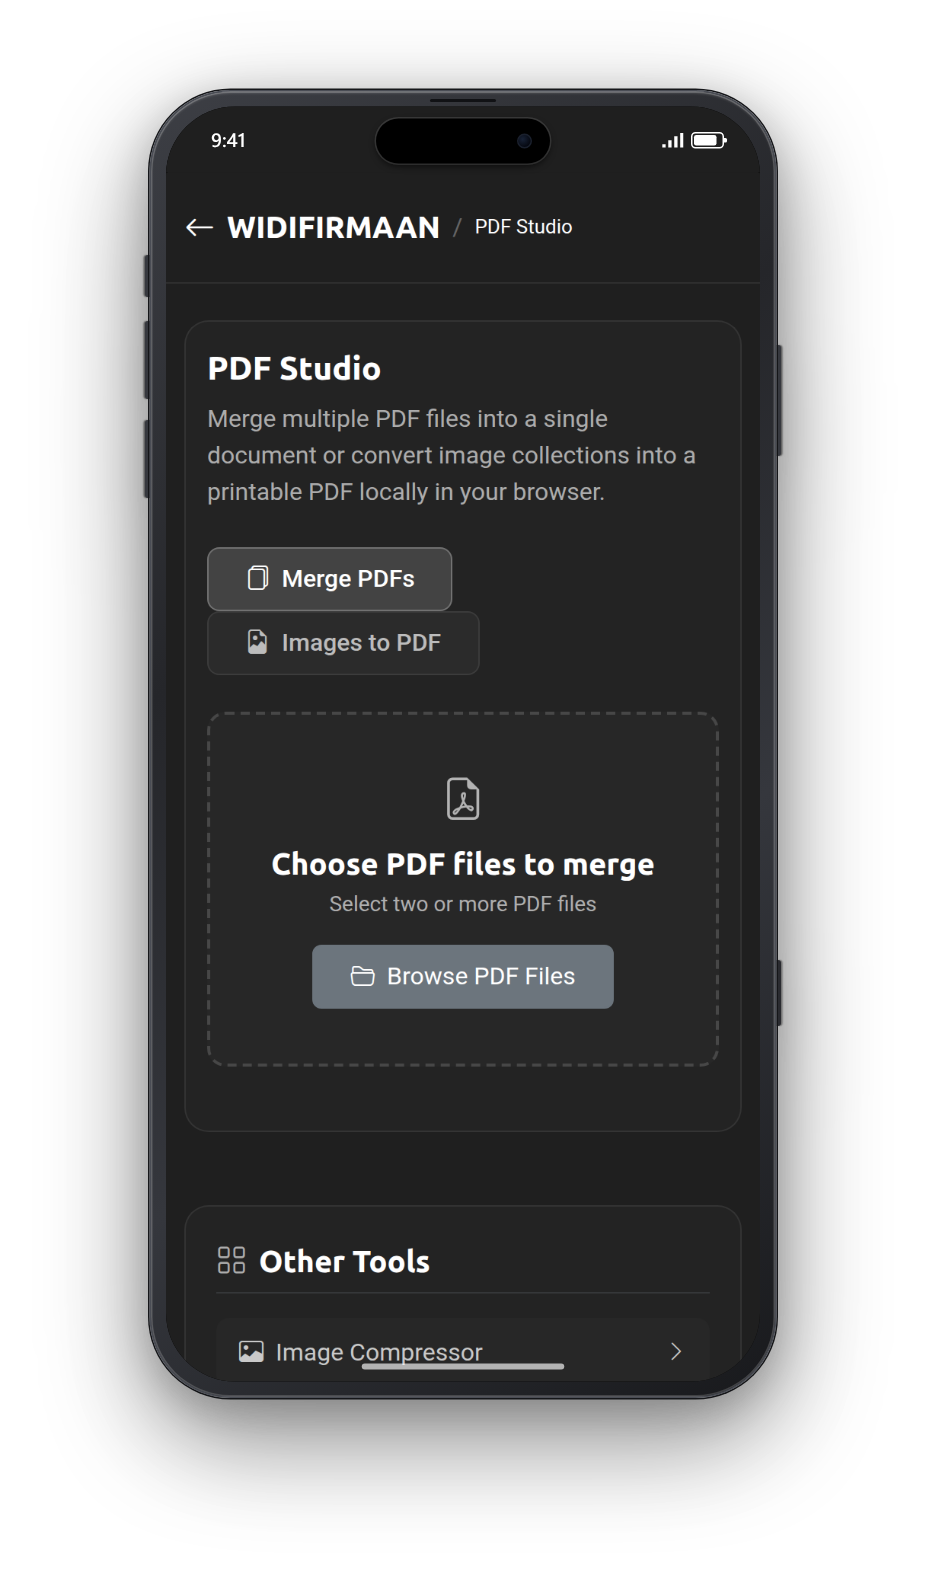 9:41
WIDIFIRMAAN / PDF Studio
PDF Studio
Merge multiple PDF files into a single
document or convert image collections into a
printable PDF locally in your browser.
Merge PDFs
Images to PDF
Choose PDF files to merge
Select two or more PDF files
Browse PDF Files
Other Tools
Image Compressor